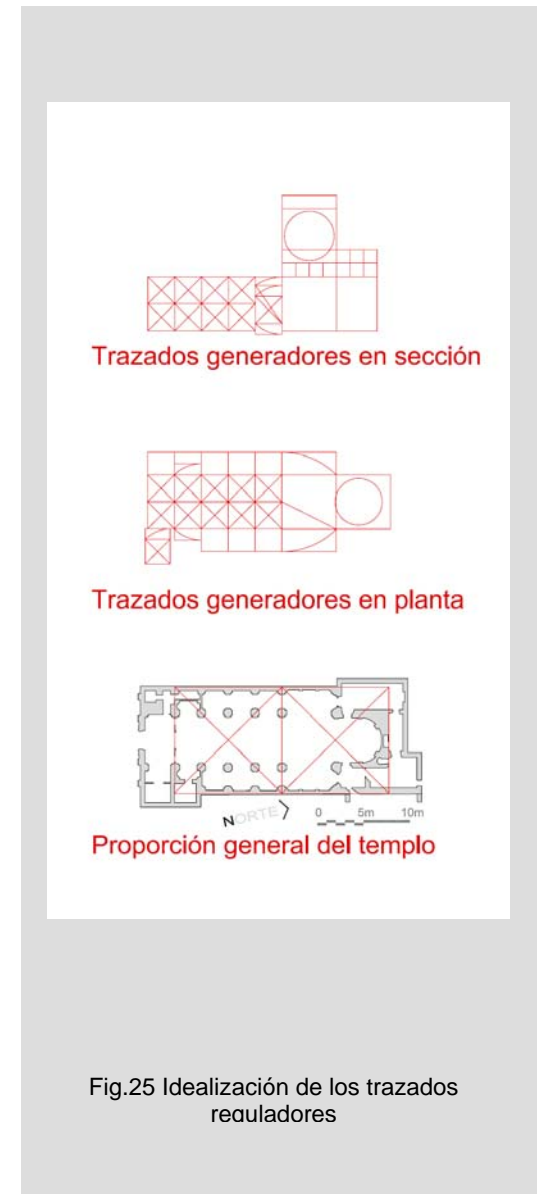 Trazados generadores en sección
Trazados generadores en planta
NORTE 0 5m 10m
Proporción general del templo
Fig.25 Idealización de los trazados
reguladores